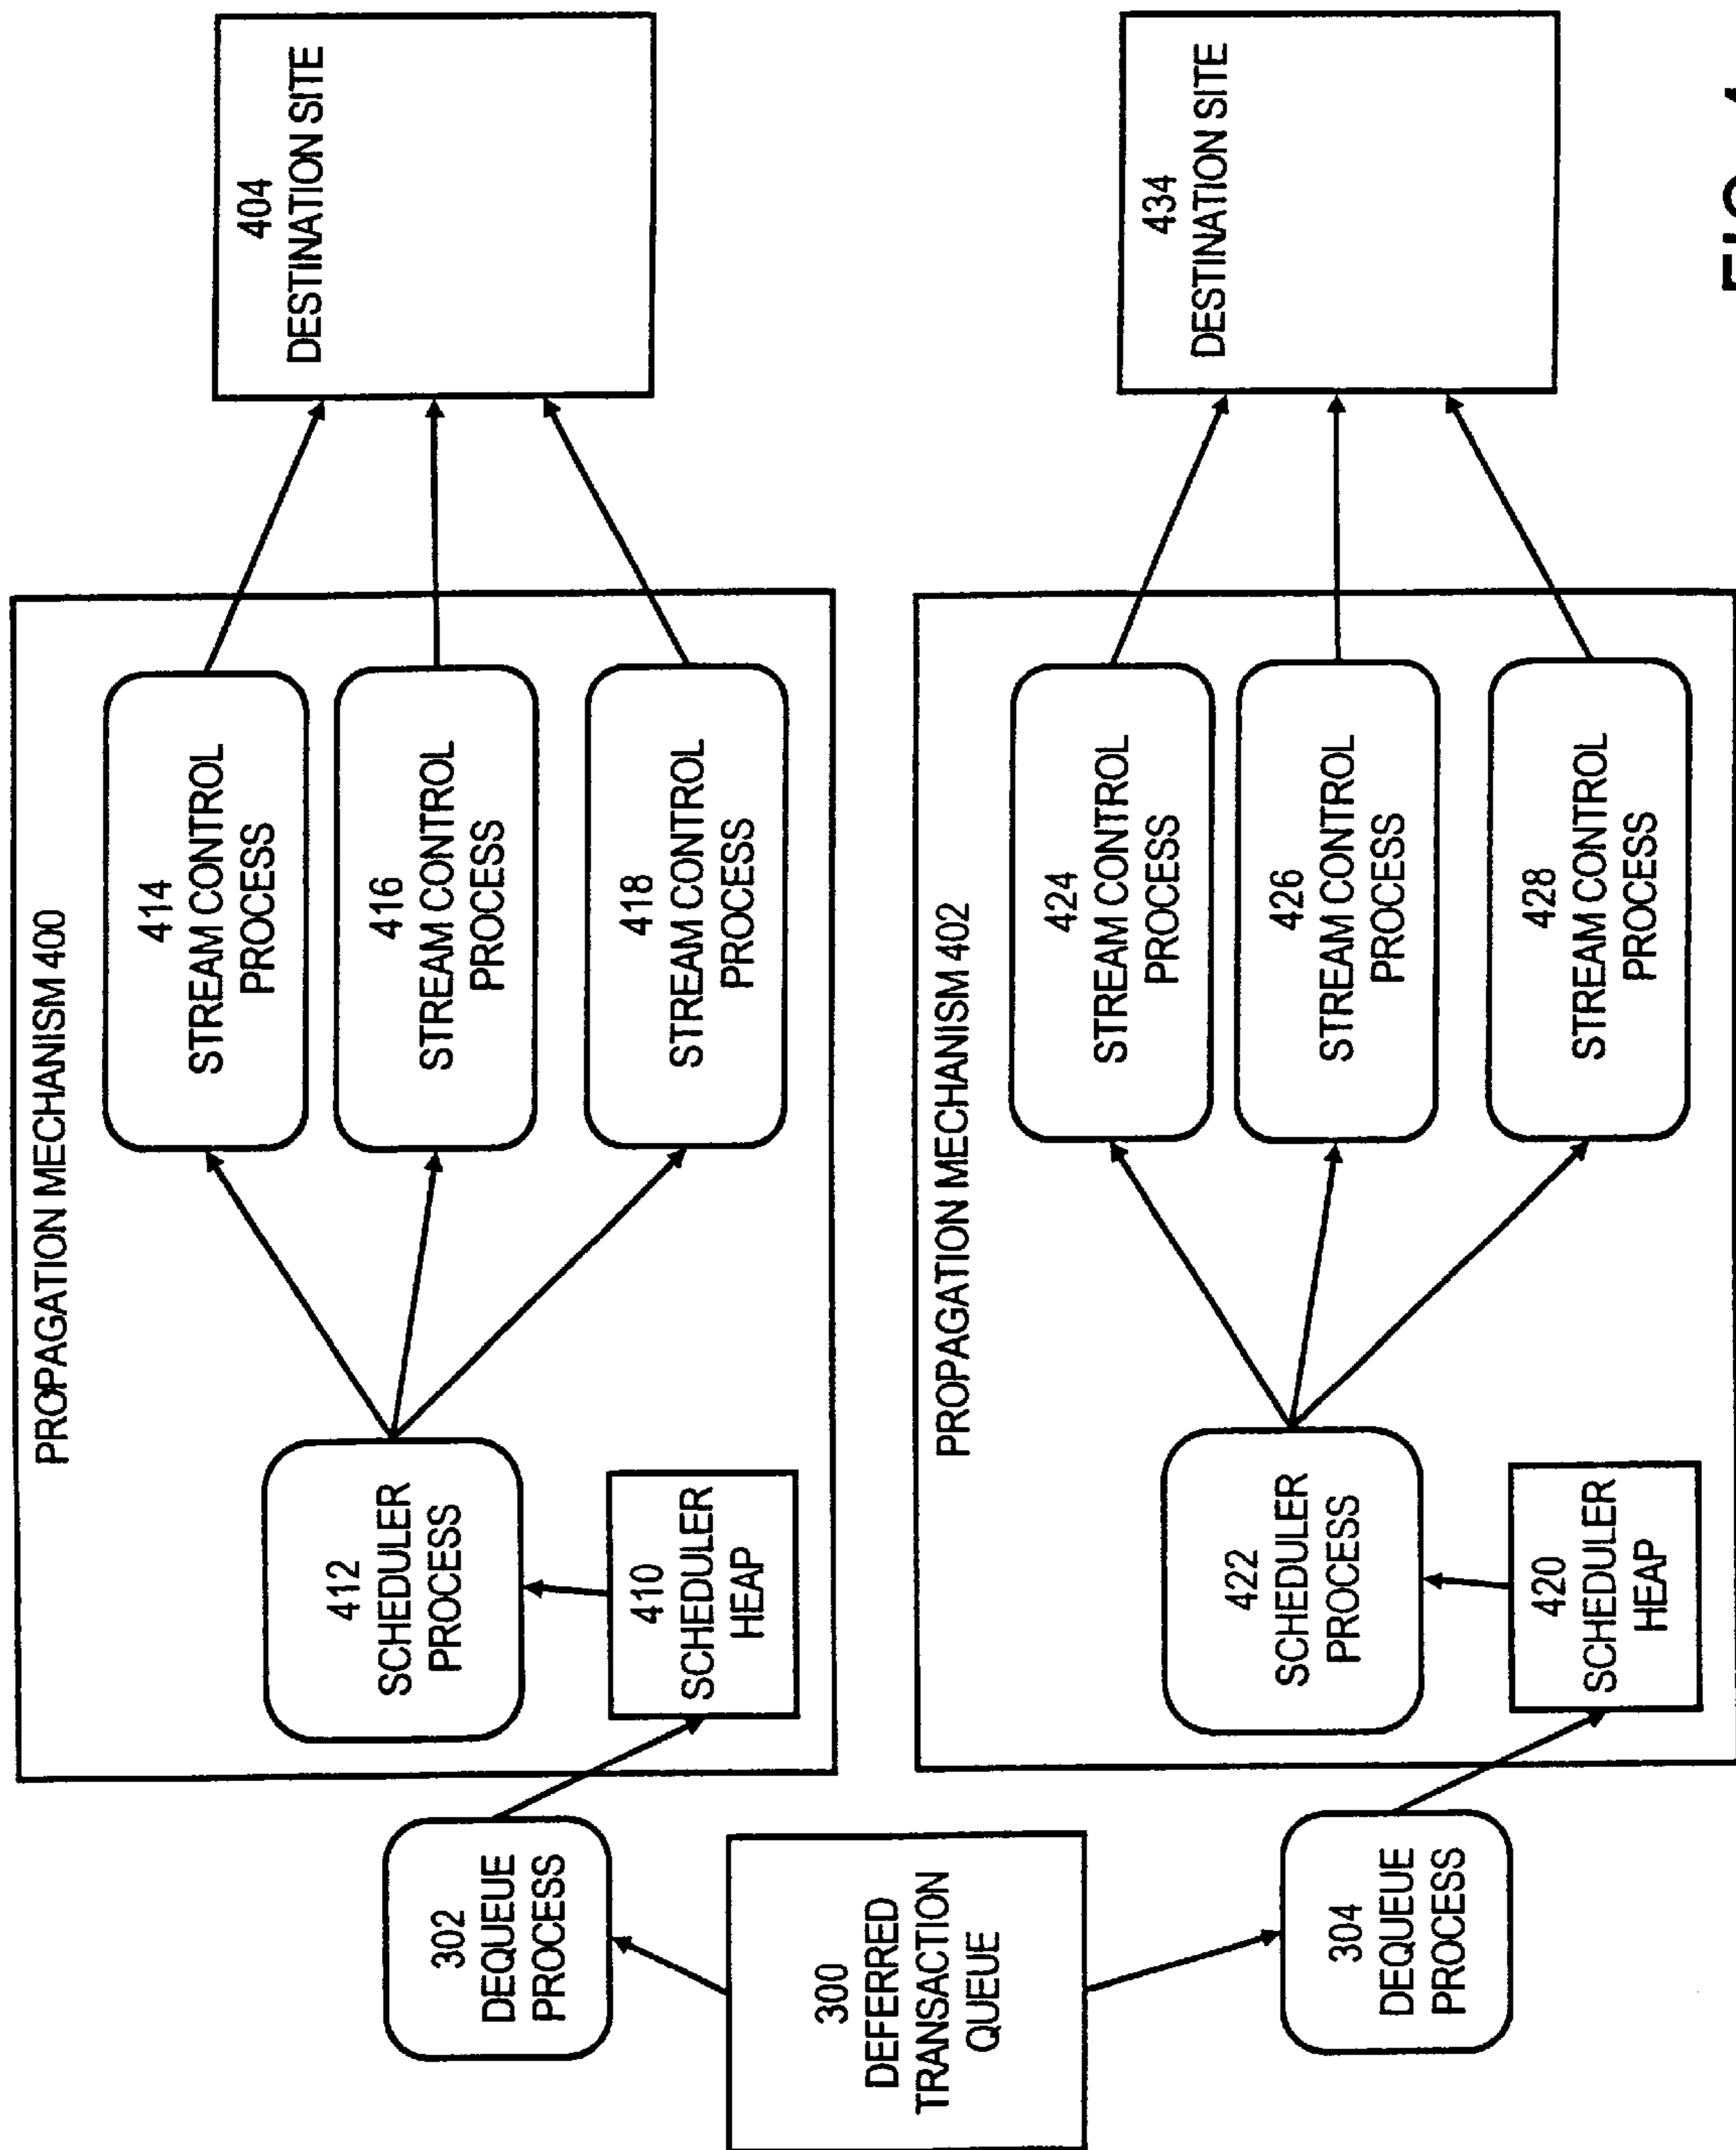 PROPAGATION MECHANISM 400
414
STREAM CONTROL
PROCESS
416
STREAM CONTROL
PROCESS
418
STREAM CONTROL
PROCESS
412
SCHEDULER
PROCESS
410
SCHEDULER
HEAP
404
DESTINATION SITE
302
DEQUEUE
PROCESS
300
DEFERRED
TRANSACTION
QUEUE
304
DEQUEUE
PROCESS
PROPAGATION MECHANISM 402
424
STREAM CONTROL
PROCESS
426
STREAM CONTROL
PROCESS
428
STREAM CONTROL
PROCESS
422
SCHEDULER
PROCESS
420
SCHEDULER
HEAP
434
DESTINATION SITE